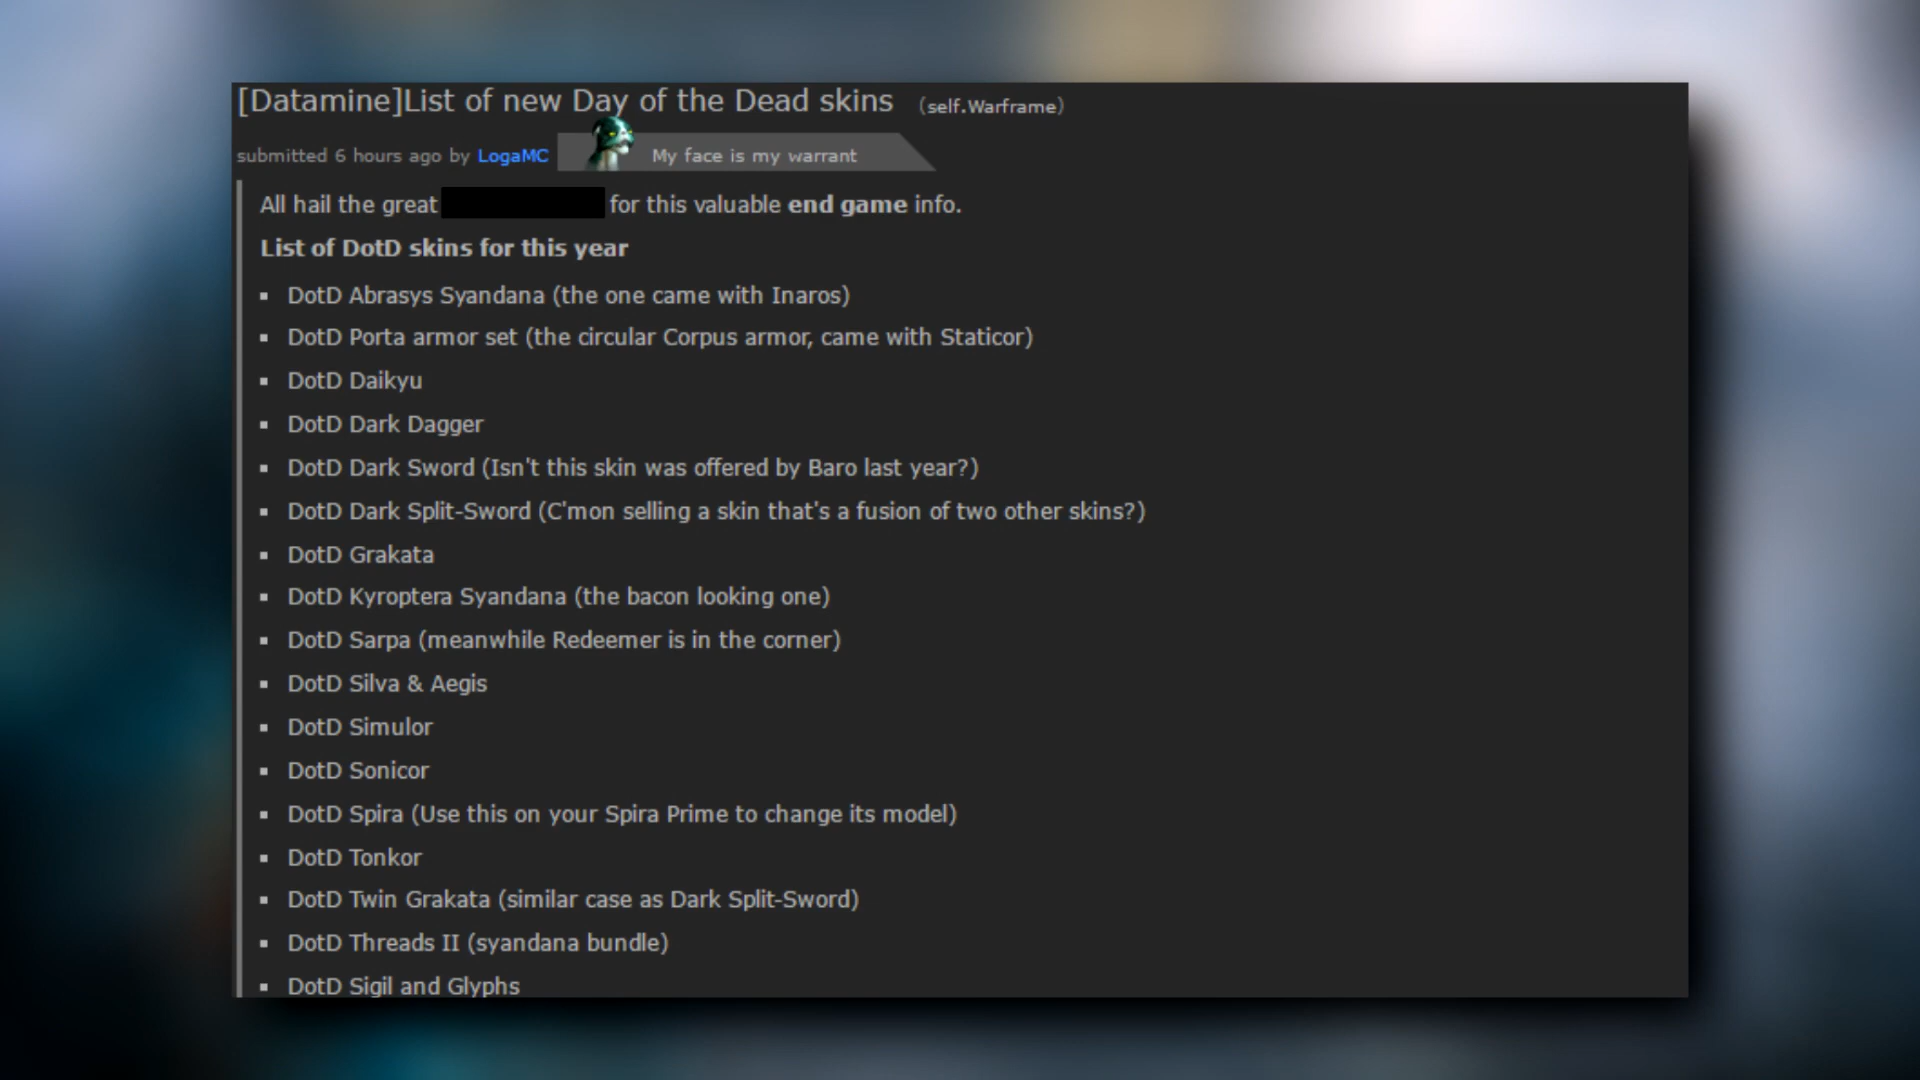 [Datamine]List of new Day of the Dead skins (self.Warframe)
submitted 6 hours ago by LogaMC My face is my warrant
All hail the great for this valuable end game info.
List of DotD skins for this year
DotD Abrasys Syandana (the one came with Inaros)
DotD Porta armor set (the circular Corpus armor, came with Staticor)
DotD Daikyu
DotD Dark Dagger
DotD Dark Sword (Isn't this skin was offered by Baro last year?)
DotD Dark Split-Sword (C'mon selling a skin that's a fusion of two other skins?)
DotD Grakata
DotD Kyroptera Syandana (the bacon looking one)
DotD Sarpa (meanwhile Redeemer is in the corner)
DotD Silva & Aegis
DotD Simulor
DotD Sonicor
DotD Spira (Use this on your Spira Prime to change its model)
DotD Tonkor
DotD Twin Grakata (similar case as Dark Split-Sword)
DotD Threads II (syandana bundle)
DotD Sigil and Glyphs